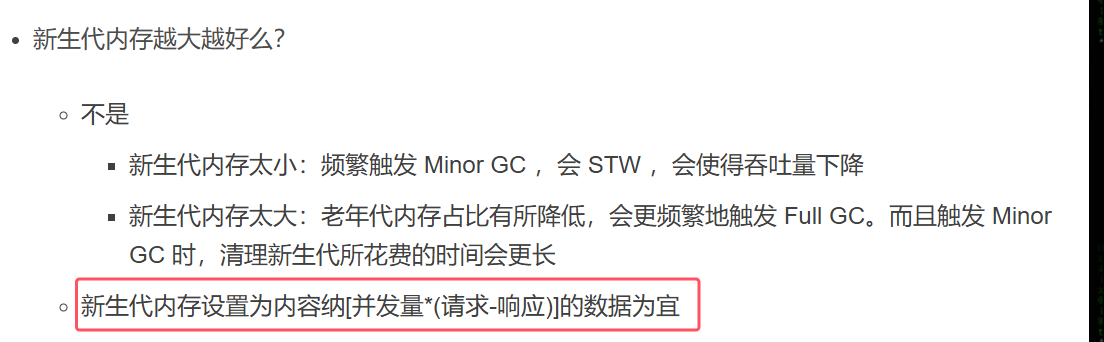 新生代内存越大越好么？
不是
新生代内存太小：频繁触发 Minor GC ，会 STW ，会使得吞吐量下降
新生代内存太大：老年代内存占比有所降低，会更频繁地触发 Full GC。而且触发 Minor
GC 时，清理新生代所花费的时间会更长
新生代内存设置为内容纳[并发量*(请求-响应)]的数据为宜